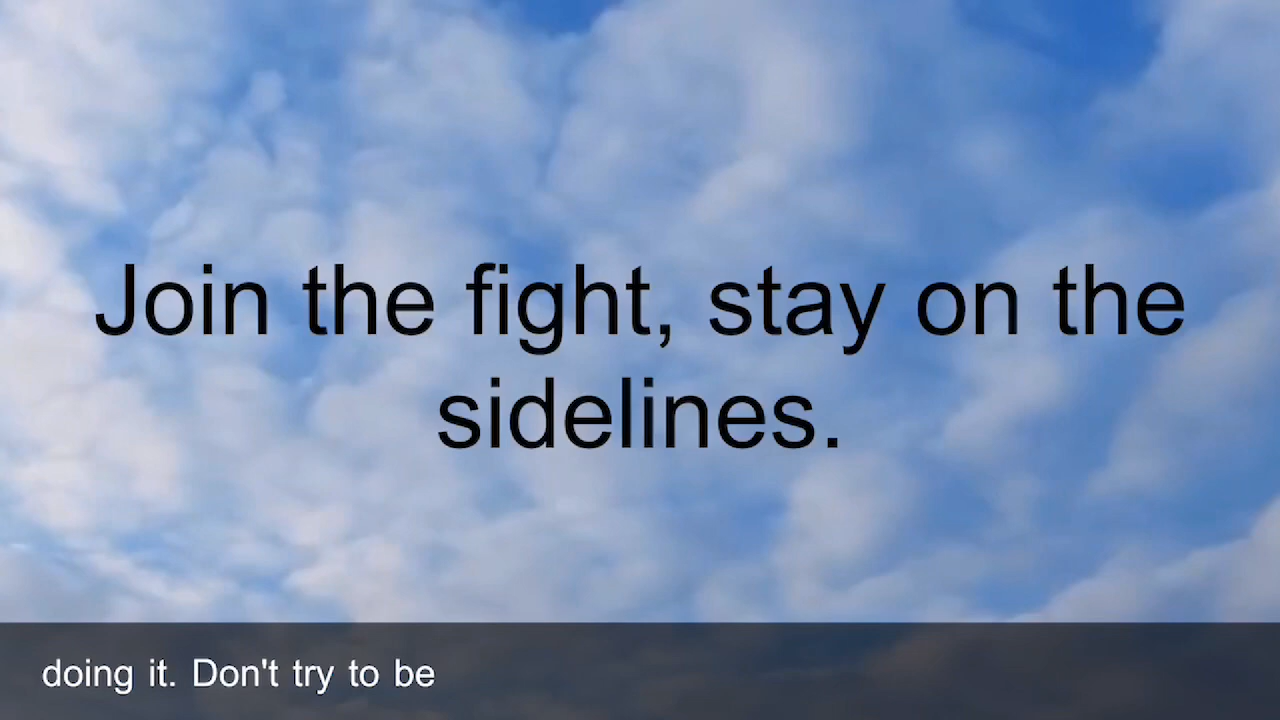 Join the fight, stay on the
sidelines.
doing it. Don't try to be